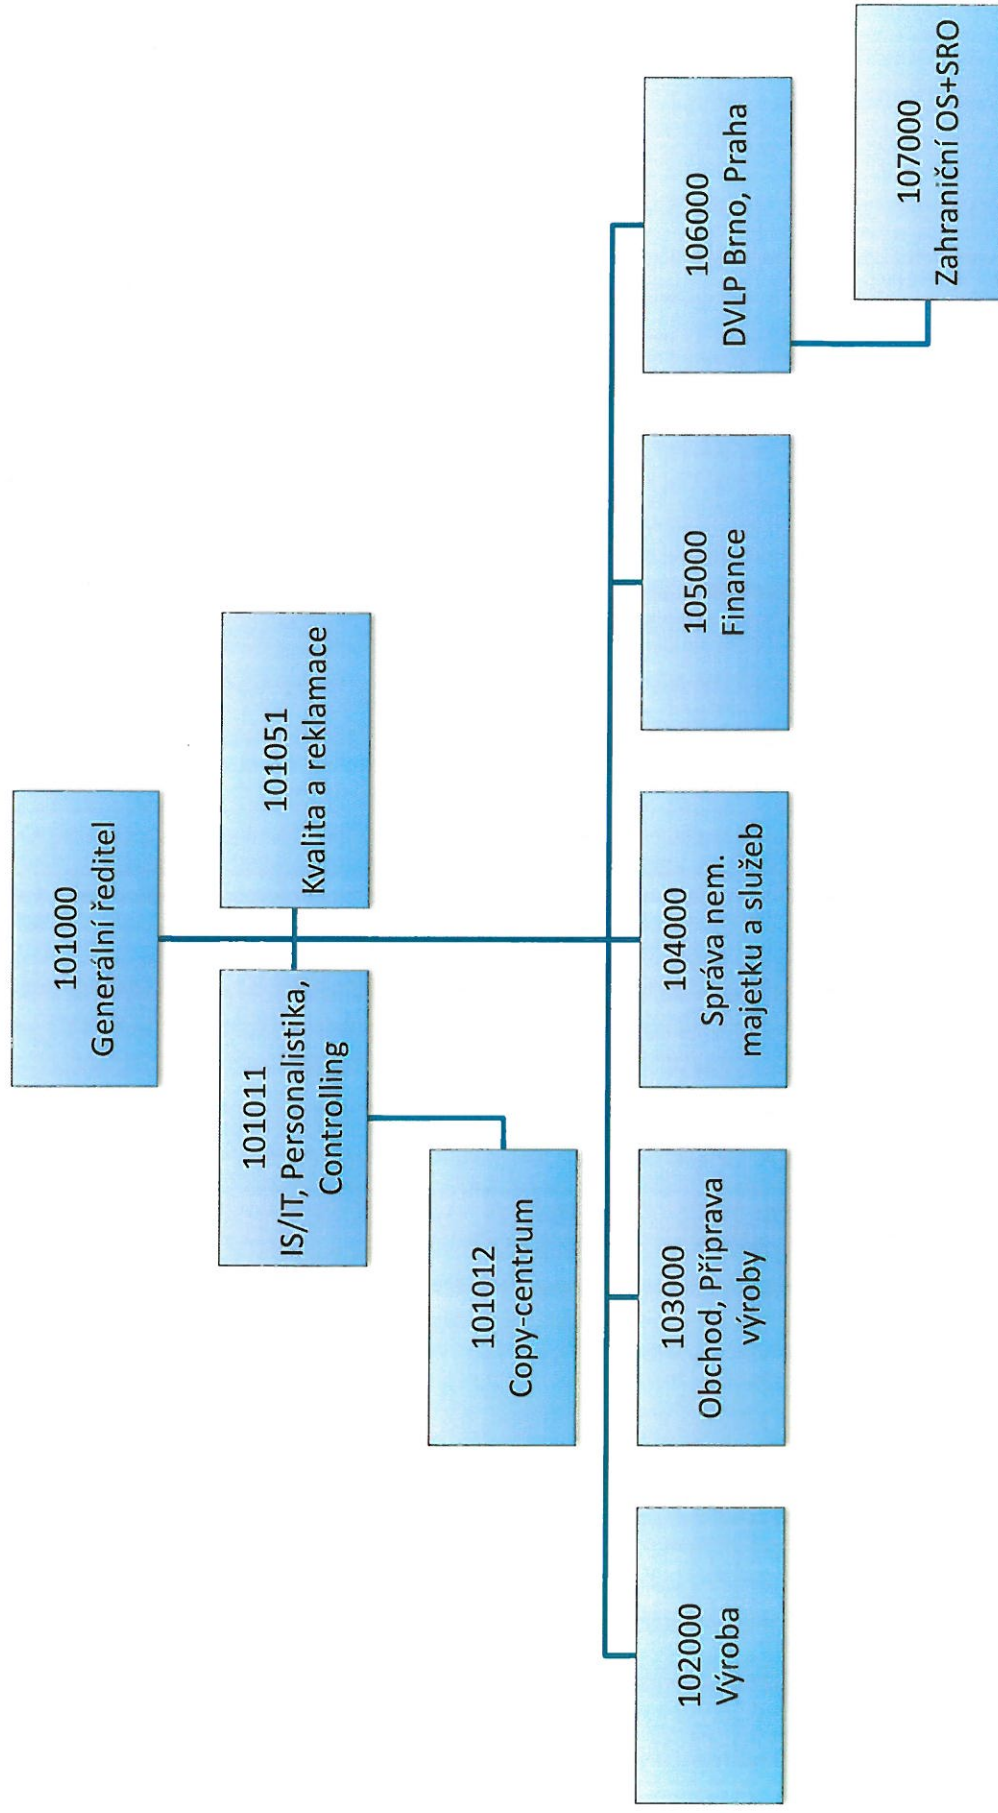 101000
Generální ředitel
101011
IS/IT, Personalistika,
Controlling
101051
Kvalita a reklamace
101012
Copy-centrum
102000
Výroba
103000
Obchod, Příprava
výroby
104000
Správa nem.
majetku a služeb
105000
Finance
106000
DVLP Brno, Praha
107000
Zahraniční OS+SRO